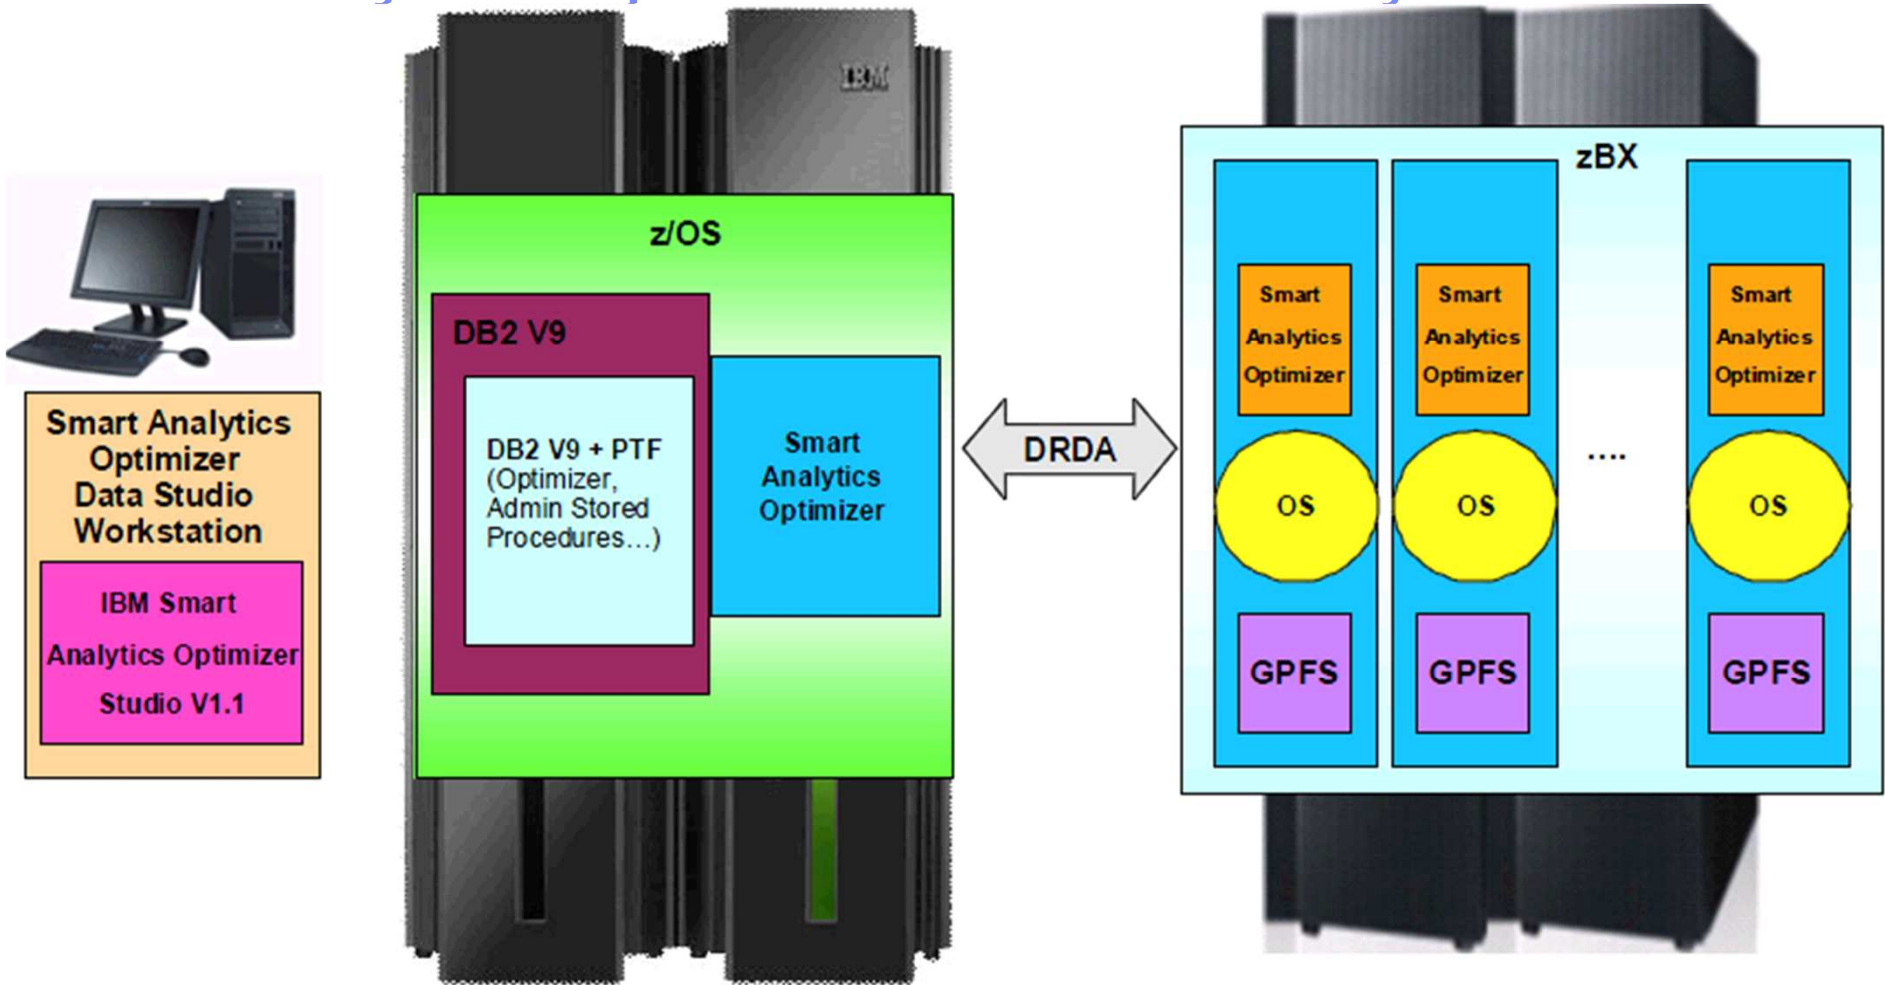 IBM
Smart Analytics
Optimizer
Data Studio
Workstation
IBM Smart
Analytics Optimizer
Studio V1.1
z/OS
DB2 V9
DB2 V9 + PTF
(Optimizer,
Admin Stored
Procedures...)
Smart
Analytics
Optimizer
DRDA
zBX
Smart
Analytics
Optimizer
OS
GPFS
Smart
Analytics
Optimizer
OS
GPFS
....
Smart
Analytics
Optimizer
OS
GPFS